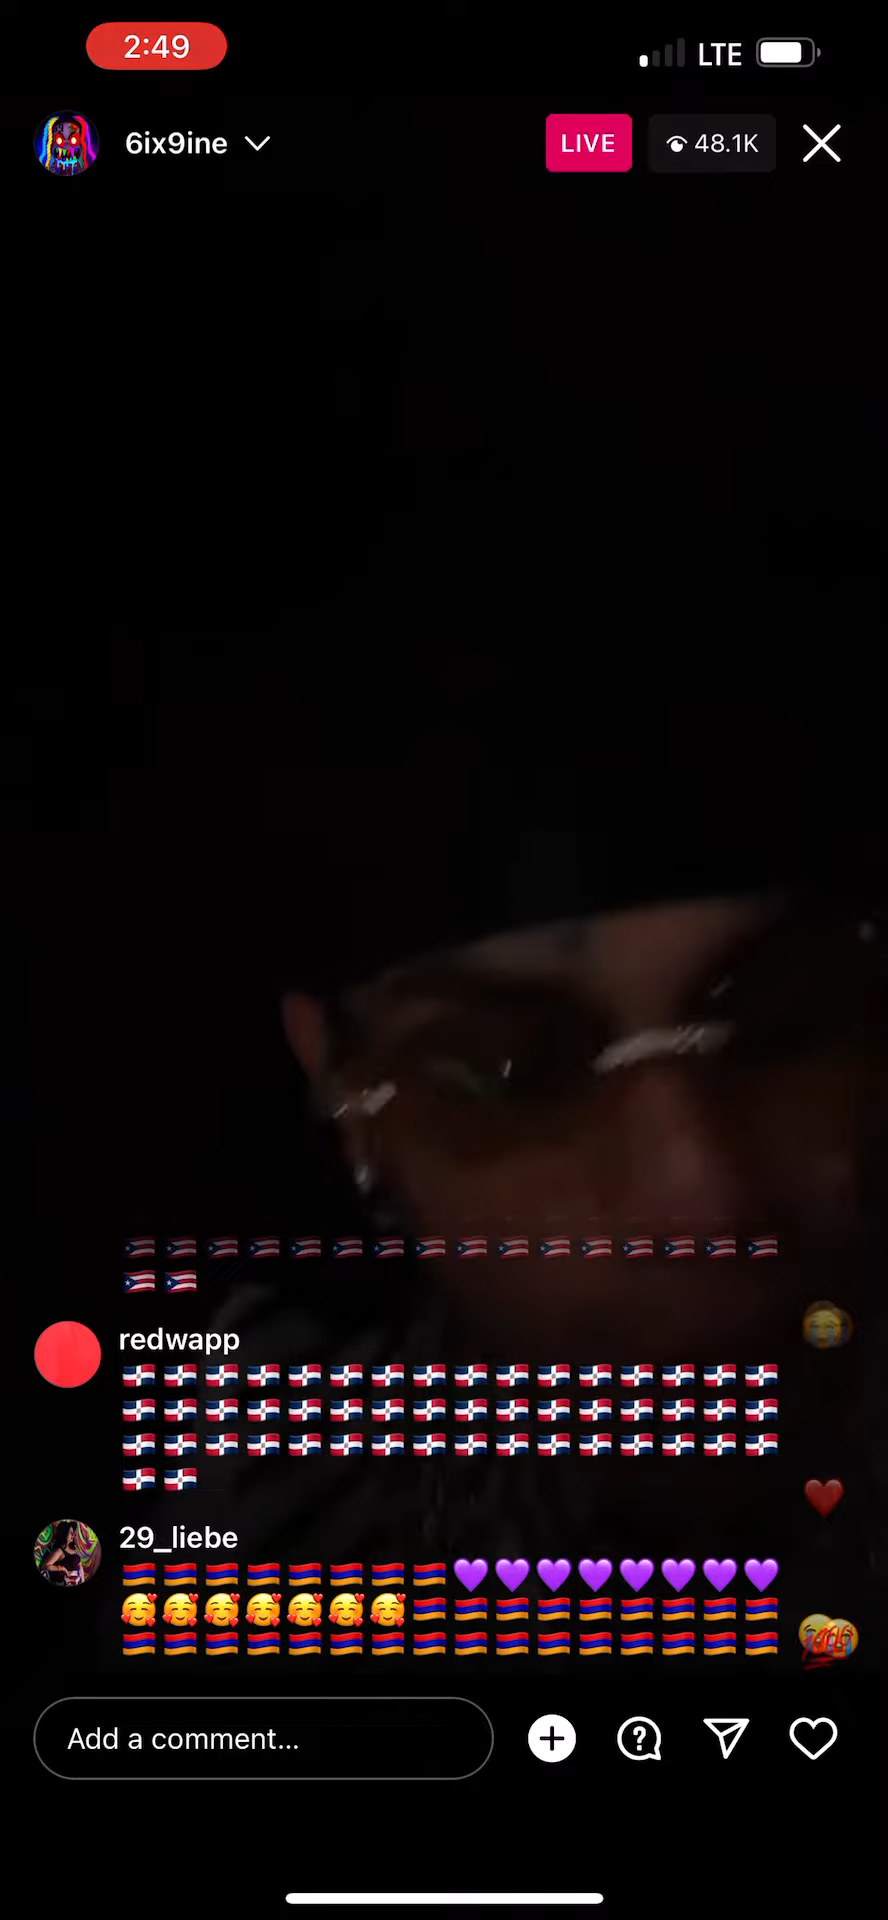 2:49
LTE
6ix9ine
LIVE
48.1K
🇵🇷🇵🇷🇵🇷🇵🇷🇵🇷🇵🇷🇵🇷🇵🇷🇵🇷🇵🇷🇵🇷🇵🇷🇵🇷🇵🇷🇵🇷🇵🇷
🇵🇷🇵🇷
redwapp
🇩🇴🇩🇴🇩🇴🇩🇴🇩🇴🇩🇴🇩🇴🇩🇴🇩🇴🇩🇴🇩🇴🇩🇴🇩🇴🇩🇴🇩🇴🇩🇴
🇩🇴🇩🇴🇩🇴🇩🇴🇩🇴🇩🇴🇩🇴🇩🇴🇩🇴🇩🇴🇩🇴🇩🇴🇩🇴🇩🇴🇩🇴🇩🇴
🇩🇴🇩🇴🇩🇴🇩🇴🇩🇴🇩🇴🇩🇴🇩🇴🇩🇴🇩🇴🇩🇴🇩🇴🇩🇴🇩🇴🇩🇴🇩🇴
🇩🇴🇩🇴
29_liebe
🇦🇲🇦🇲🇦🇲🇦🇲🇦🇲🇦🇲🇦🇲🇦🇲💜💜💜💜💜💜💜💜
🥰🥰🥰🥰🥰🥰🥰🇦🇲🇦🇲🇦🇲🇦🇲🇦🇲🇦🇲🇦🇲🇦🇲🇦🇲
🇦🇲🇦🇲🇦🇲🇦🇲🇦🇲🇦🇲🇦🇲🇦🇲🇦🇲🇦🇲🇦🇲🇦🇲🇦🇲🇦🇲🇦🇲🇦🇲
Add a comment...